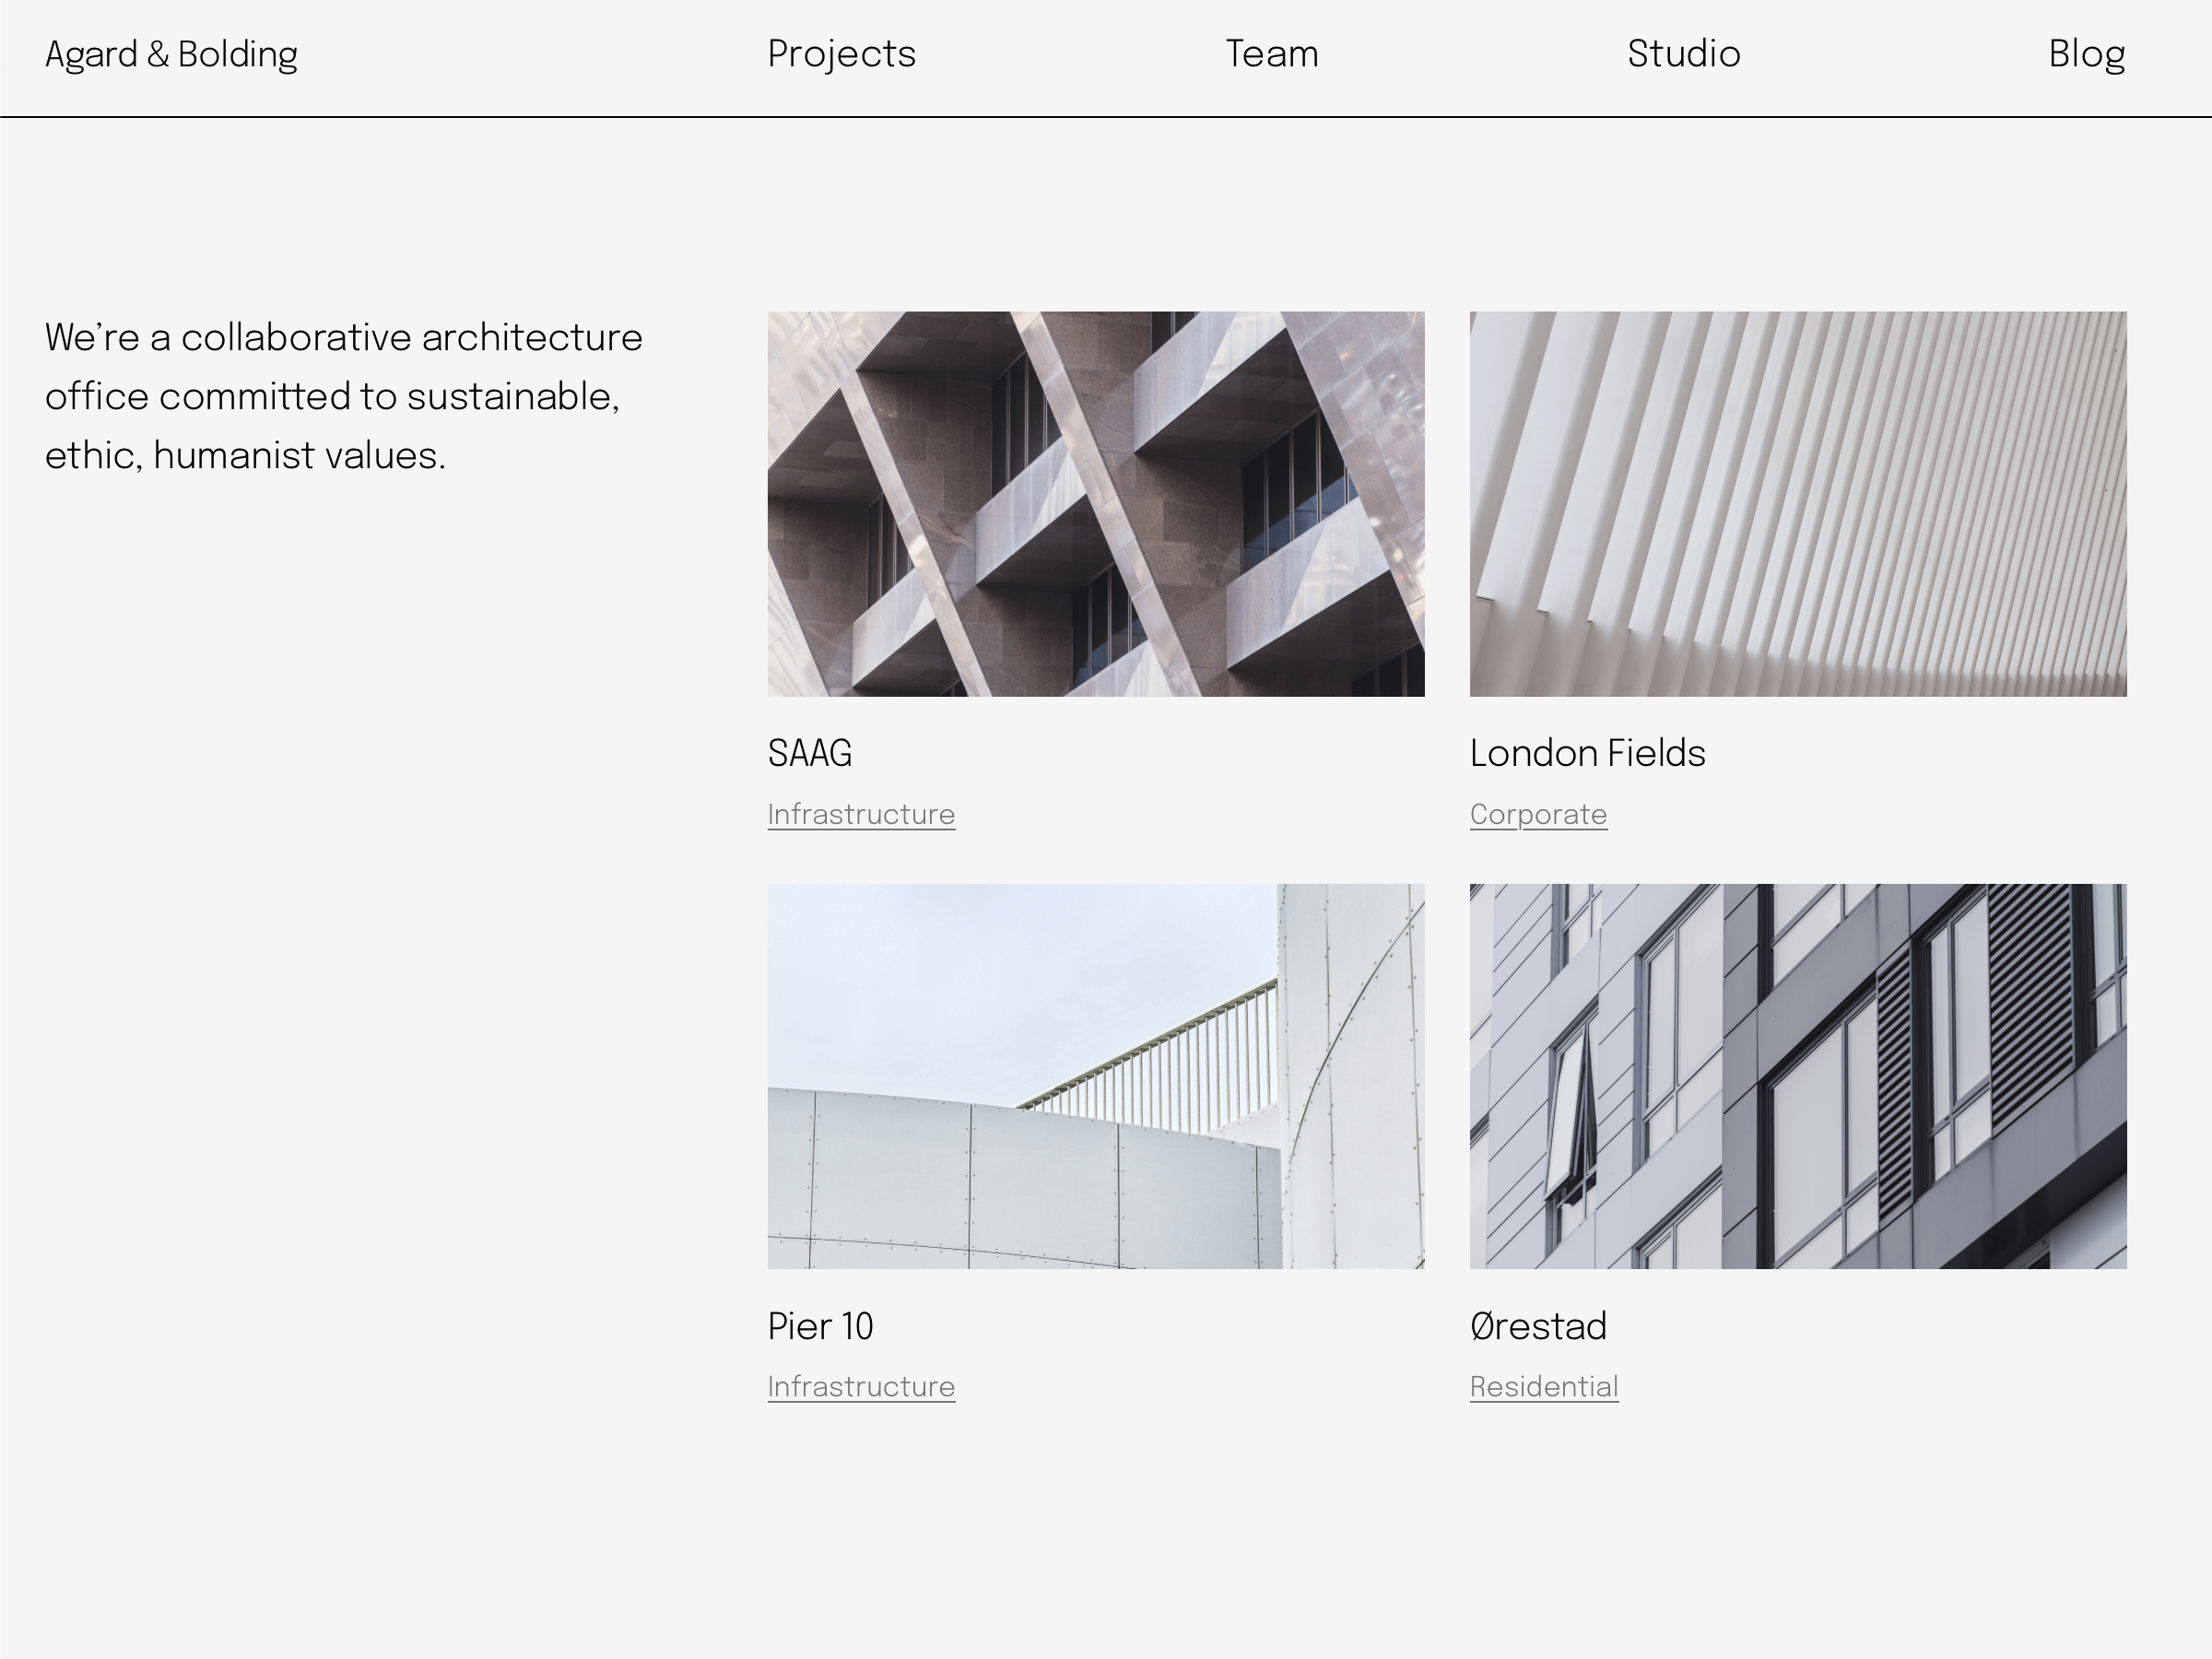 Agard & Bolding
Projects
Team
Studio
Blog
We’re a collaborative architecture
office committed to sustainable,
ethic, humanist values.
SAAG
Infrastructure
London Fields
Corporate
Pier 10
Infrastructure
Ørestad
Residential